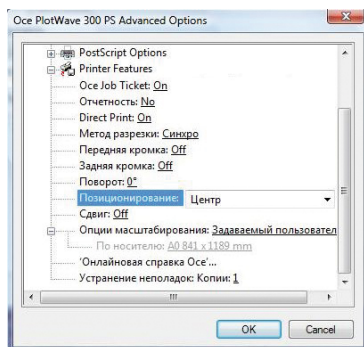 Oce PlotWave 300 PS Advanced Options
PostScript Options
Printer Features
Oce Job Ticket: On
Отчетность: No
Direct Print: On
Метод разрезки: Синхро
Передняя кромка: Off
Задняя кромка: Off
Поворот: 0°
Позиционирование: Центр
Сдвиг: Off
Опции масштабирования: Задаваемый пользовател
По носителю: A0 841 x 1189 mm
'Онлайновая справка Oce'...
Устранение неполадок: Копии: 1
OK Cancel